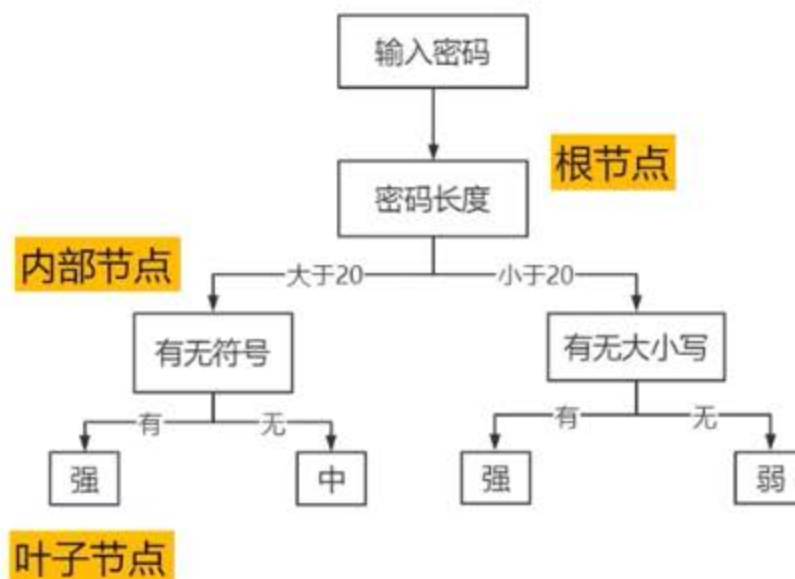 输入密码
根节点
密码长度
内部节点
大于20
小于20
有无符号
有无大小写
有
无
有
无
强
中
强
弱
叶子节点